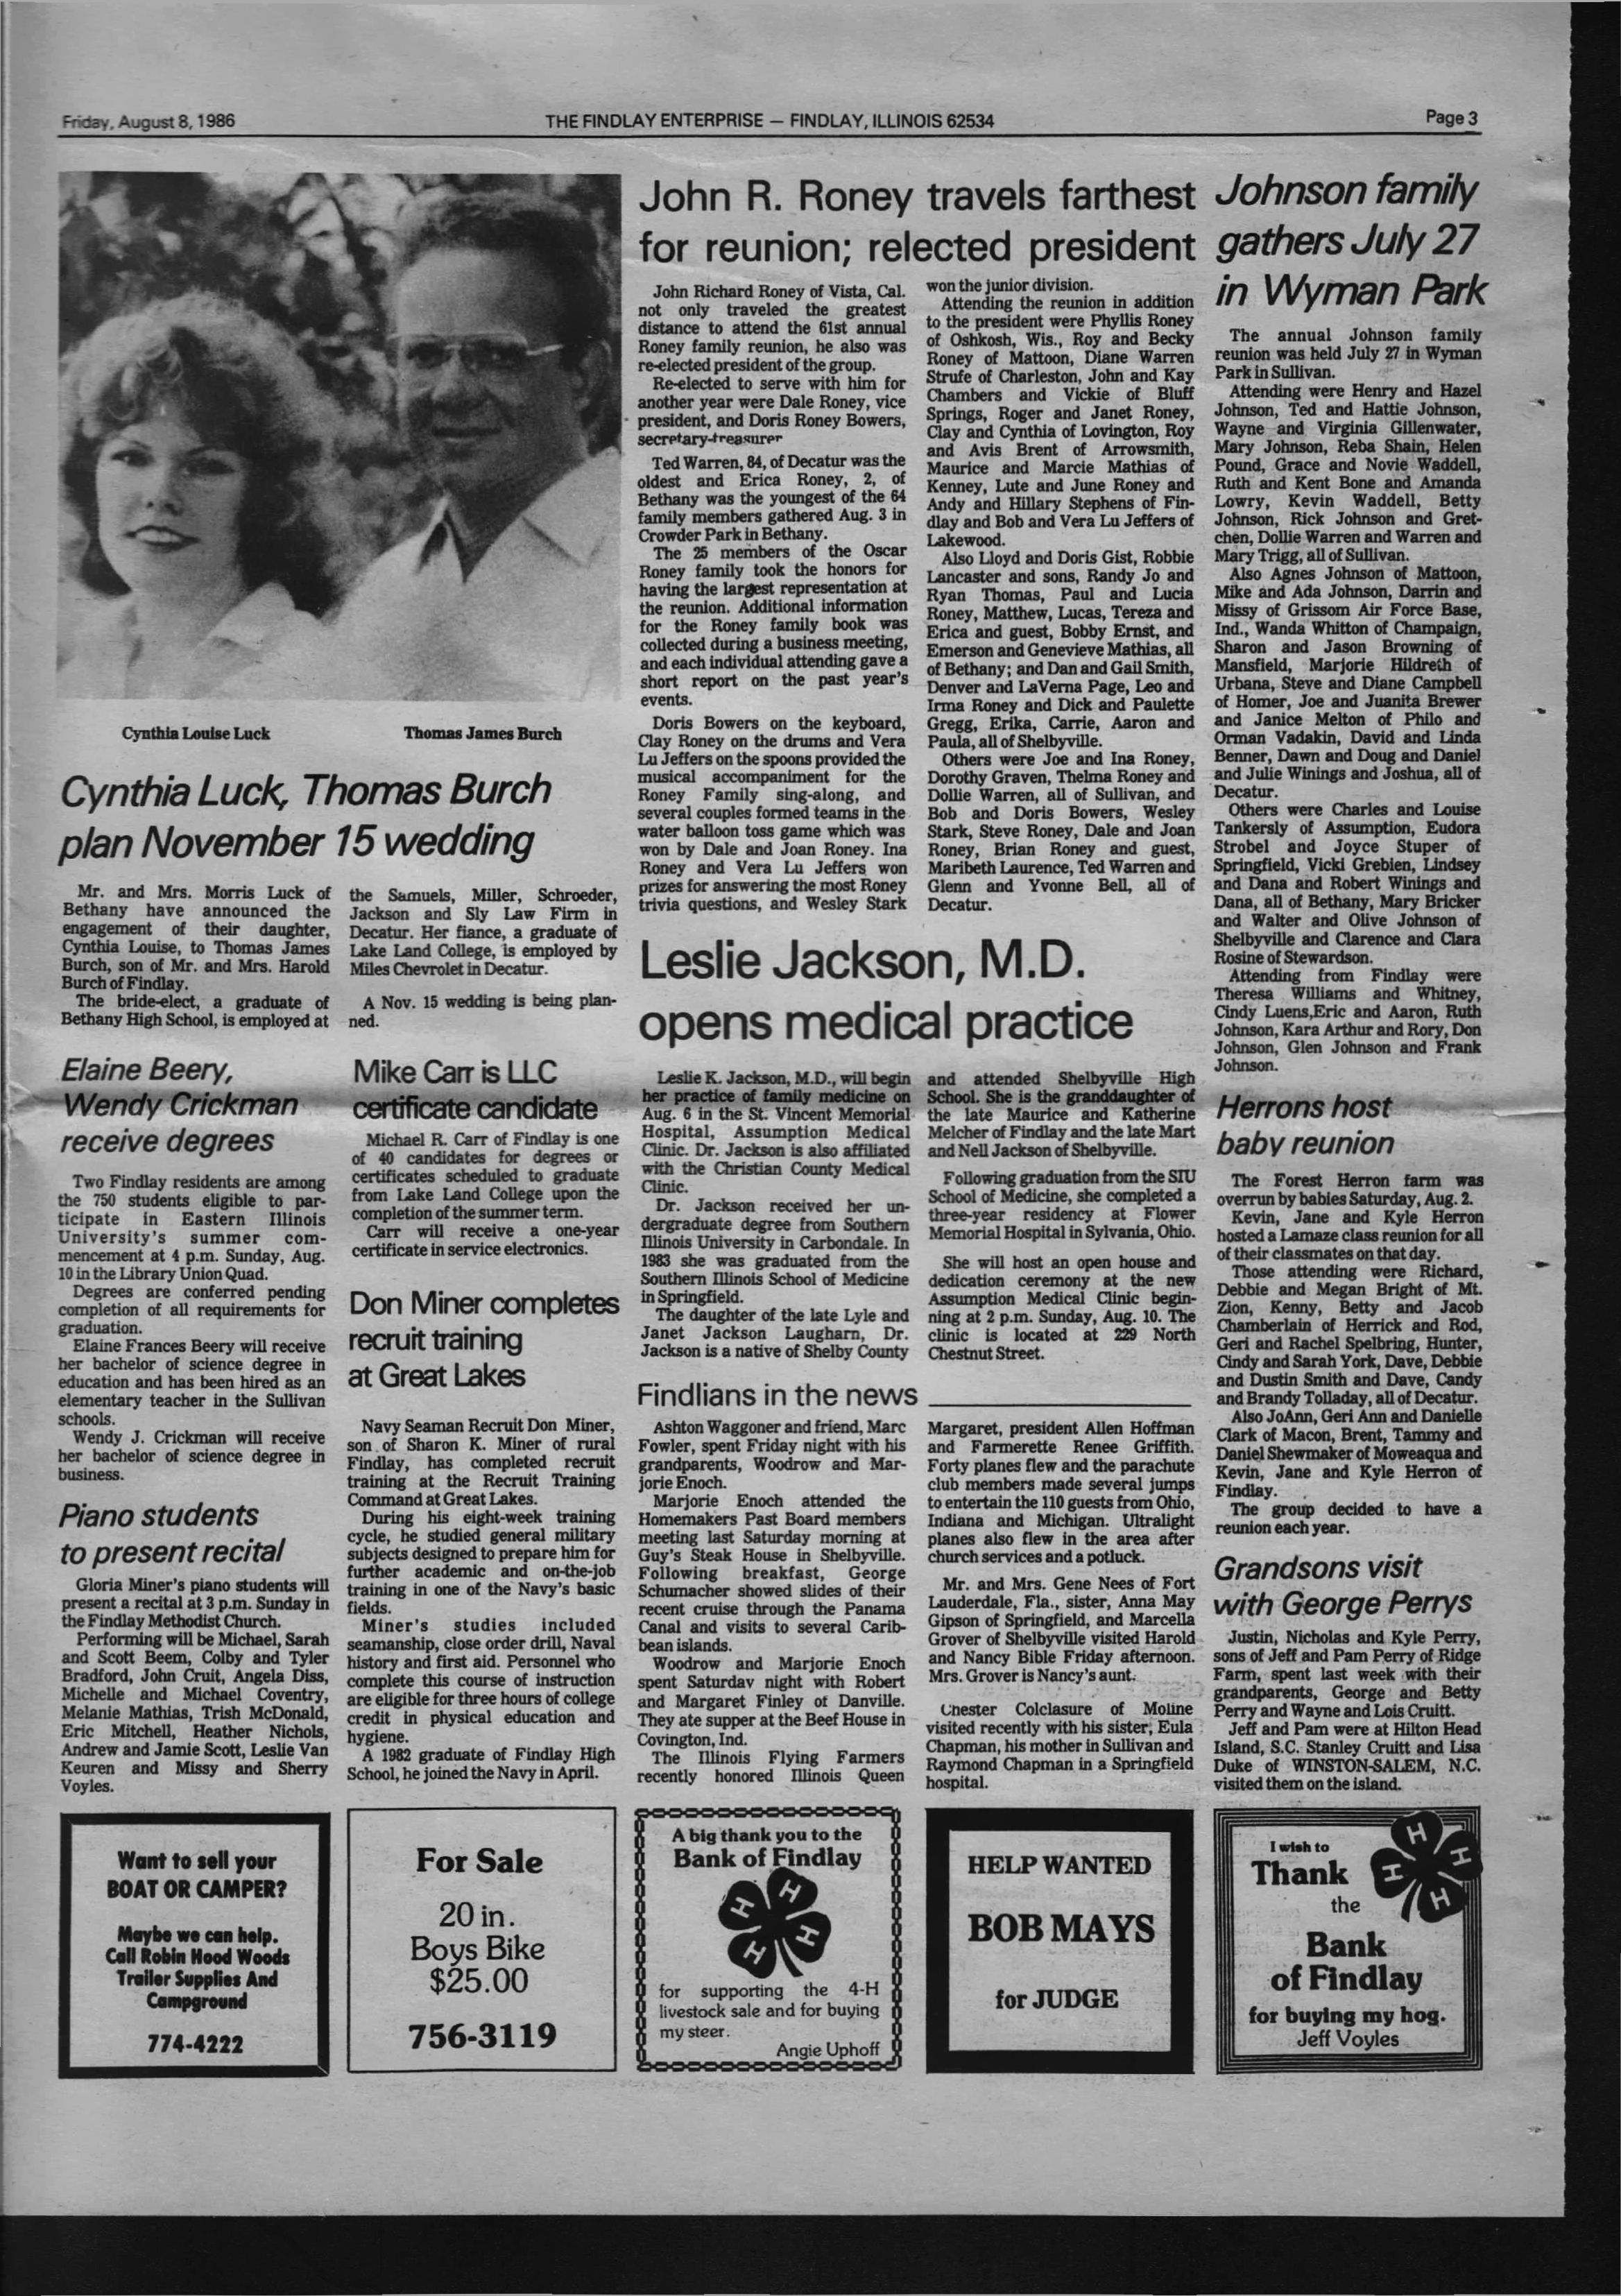 Friday, August 8, 1986
THE FINDLAY ENTERPRISE — FINDLAY, ILLINOIS 62534
Page 3
Cynthia Louise Luck
Thomas James Burch
Cynthia Luck, Thomas Burch
plan November 15 wedding
Mr. and Mrs. Morris Luck of
Bethany have announced the
engagement of their daughter,
Cynthia Louise, to Thomas James
Burch, son of Mr. and Mrs. Harold
Burch of Findlay.
The bride-elect, a graduate of
Bethany High School, is employed at
the Samuels, Miller, Schroeder,
Jackson and Sly Law Firm in
Decatur. Her fiance, a graduate of
Lake Land College, is employed by
Miles Chevrolet in Decatur.
A Nov. 15 wedding is being plan-
ned.
Elaine Beery,
Wendy Crickman
receive degrees
Two Findlay residents are among
the 750 students eligible to par-
ticipate in Eastern Illinois
University's summer com-
mencement at 4 p.m. Sunday, Aug.
10 in the Library Union Quad.
Degrees are conferred pending
completion of all requirements for
graduation.
Elaine Frances Beery will receive
her bachelor of science degree in
education and has been hired as an
elementary teacher in the Sullivan
schools.
Wendy J. Crickman will receive
her bachelor of science degree in
business.
Piano students
to present recital
Gloria Miner's piano students will
present a recital at 3 p.m. Sunday in
the Findlay Methodist Church.
Performing will be Michael, Sarah
and Scott Beem, Colby and Tyler
Bradford, John Cruit, Angela Diss,
Michelle and Michael Coventry,
Melanie Mathias, Trish McDonald,
Eric Mitchell, Heather Nichols,
Andrew and Jamie Scott, Leslie Van
Keuren and Missy and Sherry
Voyles.
Mike Carr is LLC
certificate candidate
Michael R. Carr of Findlay is one
of 40 candidates for degrees or
certificates scheduled to graduate
from Lake Land College upon the
completion of the summer term.
Carr will receive a one-year
certificate in service electronics.
Don Miner completes
recruit training
at Great Lakes
Navy Seaman Recruit Don Miner,
son of Sharon K. Miner of rural
Findlay, has completed recruit
training at the Recruit Training
Command at Great Lakes.
During his eight-week training
cycle, he studied general military
subjects designed to prepare him for
further academic and on-the-job
training in one of the Navy's basic
fields.
Miner's studies included
seamanship, close order drill, Naval
history and first aid. Personnel who
complete this course of instruction
are eligible for three hours of college
credit in physical education and
hygiene.
A 1982 graduate of Findlay High
School, he joined the Navy in April.
John R. Roney travels farthest
for reunion; relected president
John Richard Roney of Vista, Cal.
not only traveled the greatest
distance to attend the 61st annual
Roney family reunion, he also was
re-elected president of the group.
Re-elected to serve with him for
another year were Dale Roney, vice
president, and Doris Roney Bowers,
secretary-treasurer
Ted Warren, 84, of Decatur was the
oldest and Erica Roney, 2, of
Bethany was the youngest of the 64
family members gathered Aug. 3 in
Crowder Park in Bethany.
The 25 members of the Oscar
Roney family took the honors for
having the largest representation at
the reunion. Additional information
for the Roney family book was
collected during a business meeting,
and each individual attending gave a
short report on the past year's
events.
Doris Bowers on the keyboard,
Clay Roney on the drums and Vera
Lu Jeffers on the spoons provided the
musical accompaniment for the
Roney Family sing-along, and
several couples formed teams in the
water balloon toss game which was
won by Dale and Joan Roney. Ina
Roney and Vera Lu Jeffers won
prizes for answering the most Roney
trivia questions, and Wesley Stark
won the junior division.
Attending the reunion in addition
to the president were Phyllis Roney
of Oshkosh, Wis., Roy and Becky
Roney of Mattoon, Diane Warren
Strufe of Charleston, John and Kay
Chambers and Vickie of Bluff
Springs, Roger and Janet Roney,
Clay and Cynthia of Lovington, Roy
and Avis Brent of Arrowsmith,
Maurice and Marcie Mathias of
Kenney, Lute and June Roney and
Andy and Hillary Stephens of Fin-
dlay and Bob and Vera Lu Jeffers of
Lakewood.
Also Lloyd and Doris Gist, Robbie
Lancaster and sons, Randy Jo and
Ryan Thomas, Paul and Lucia
Roney, Matthew, Lucas, Tereza and
Erica and guest, Bobby Ernst, and
Emerson and Genevieve Mathias, all
of Bethany; and Dan and Gail Smith,
Denver and LaVerna Page, Leo and
Irma Roney and Dick and Paulette
Gregg, Erika, Carrie, Aaron and
Paula, all of Shelbyville.
Others were Joe and Ina Roney,
Dorothy Graven, Thelma Roney and
Dollie Warren, all of Sullivan, and
Bob and Doris Bowers, Wesley
Stark, Steve Roney, Dale and Joan
Roney, Brian Roney and guest,
Maribeth Laurence, Ted Warren and
Glenn and Yvonne Bell, all of
Decatur.
Leslie Jackson, M.D.
opens medical practice
Leslie K. Jackson, M.D., will begin
her practice of family medicine on
Aug. 6 in the St. Vincent Memorial
Hospital, Assumption Medical
Clinic. Dr. Jackson is also affiliated
with the Christian County Medical
Clinic.
Dr. Jackson received her un-
dergraduate degree from Southern
Illinois University in Carbondale. In
1983 she was graduated from the
Southern Illinois School of Medicine
in Springfield.
The daughter of the late Lyle and
Janet Jackson Laugharn, Dr.
Jackson is a native of Shelby County
and attended Shelbyville High
School. She is the granddaughter of
the late Maurice and Katherine
Melcher of Findlay and the late Mart
and Nell Jackson of Shelbyville.
Following graduation from the SIU
School of Medicine, she completed a
three-year residency at Flower
Memorial Hospital in Sylvania, Ohio.
She will host an open house and
dedication ceremony at the new
Assumption Medical Clinic begin-
ning at 2 p.m. Sunday, Aug. 10. The
clinic is located at 229 North
Chestnut Street.
Findlians in the news
Ashton Waggoner and friend, Marc
Fowler, spent Friday night with his
grandparents, Woodrow and Mar-
jorie Enoch.
Marjorie Enoch attended the
Homemakers Past Board members
meeting last Saturday morning at
Guy's Steak House in Shelbyville.
Following breakfast, George
Schumacher showed slides of their
recent cruise through the Panama
Canal and visits to several Carib-
bean islands.
Woodrow and Marjorie Enoch
spent Saturday night with Robert
and Margaret Finley of Danville.
They ate supper at the Beef House in
Covington, Ind.
The Illinois Flying Farmers
recently honored Illinois Queen
Margaret, president Allen Hoffman
and Farmerette Renee Griffith.
Forty planes flew and the parachute
club members made several jumps
to entertain the 110 guests from Ohio,
Indiana and Michigan. Ultralight
planes also flew in the area after
church services and a potluck.
Mr. and Mrs. Gene Nees of Fort
Lauderdale, Fla., sister, Anna May
Gipson of Springfield, and Marcella
Grover of Shelbyville visited Harold
and Nancy Bible Friday afternoon.
Mrs. Grover is Nancy's aunt.
Chester Colclasure of Moline
visited recently with his sister, Eula
Chapman, his mother in Sullivan and
Raymond Chapman in a Springfield
hospital.
Johnson family
gathers July 27
in Wyman Park
The annual Johnson family
reunion was held July 27 in Wyman
Park in Sullivan.
Attending were Henry and Hazel
Johnson, Ted and Hattie Johnson,
Wayne and Virginia Gillenwater,
Mary Johnson, Reba Shain, Helen
Pound, Grace and Novie Waddell,
Ruth and Kent Bone and Amanda
Lowry, Kevin Waddell, Betty
Johnson, Rick Johnson and Gret-
chen, Dollie Warren and Warren and
Mary Trigg, all of Sullivan.
Also Agnes Johnson of Mattoon,
Mike and Ada Johnson, Darrin and
Missy of Grissom Air Force Base,
Ind., Wanda Whitton of Champaign,
Sharon and Jason Browning of
Mansfield, Marjorie Hildreth of
Urbana, Steve and Diane Campbell
of Homer, Joe and Juanita Brewer
and Janice Melton of Philo and
Orman Vadakin, David and Linda
Benner, Dawn and Doug and Daniel
and Julie Winings and Joshua, all of
Decatur.
Others were Charles and Louise
Tankersly of Assumption, Eudora
Strobel and Joyce Stuper of
Springfield, Vicki Grebien, Lindsey
and Dana and Robert Winings and
Dana, all of Bethany, Mary Bricker
and Walter and Olive Johnson of
Shelbyville and Clarence and Clara
Rosine of Stewardson.
Attending from Findlay were
Theresa Williams and Whitney,
Cindy Luens,Eric and Aaron, Ruth
Johnson, Kara Arthur and Rory, Don
Johnson, Glen Johnson and Frank
Johnson.
Herrons host
baby reunion
The Forest Herron farm was
overrun by babies Saturday, Aug. 2.
Kevin, Jane and Kyle Herron
hosted a Lamaze class reunion for all
of their classmates on that day.
Those attending were Richard,
Debbie and Megan Bright of Mt.
Zion, Kenny, Betty and Jacob
Chamberlain of Herrick and Rod,
Geri and Rachel Spelbring, Hunter,
Cindy and Sarah York, Dave, Debbie
and Dustin Smith and Dave, Candy
and Brandy Tolladay, all of Decatur.
Also JoAnn, Geri Ann and Danielle
Clark of Macon, Brent, Tammy and
Daniel Shewmaker of Moweaqua and
Kevin, Jane and Kyle Herron of
Findlay.
The group decided to have a
reunion each year.
Grandsons visit
with George Perrys
Justin, Nicholas and Kyle Perry,
sons of Jeff and Pam Perry of Ridge
Farm, spent last week with their
grandparents, George and Betty
Perry and Wayne and Lois Cruitt.
Jeff and Pam were at Hilton Head
Island, S.C. Stanley Cruitt and Lisa
Duke of WINSTON-SALEM, N.C.
visited them on the island.
Want to sell your
BOAT OR CAMPER?
Maybe we can help.
Call Robin Hood Woods
Trailer Supplies And
Campground
774-4222
For Sale
20 in.
Boys Bike
$25.00
756-3119
A big thank you to the
Bank of Findlay
H H
H H
for supporting the 4-H
livestock sale and for buying
my steer.
Angie Uphoff
HELP WANTED
BOB MAYS
for JUDGE
I wish to
Thank
the
H H
H H
Bank
of Findlay
for buying my hog.
Jeff Voyles